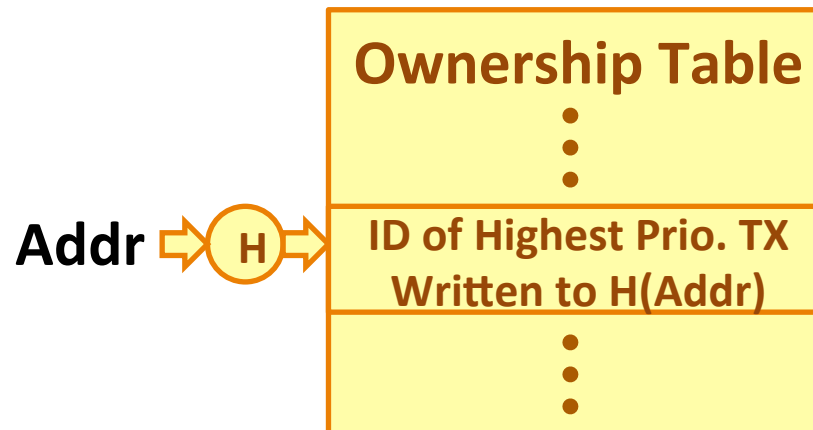 Ownership Table
Addr
H
ID of Highest Prio. TX
Written to H(Addr)